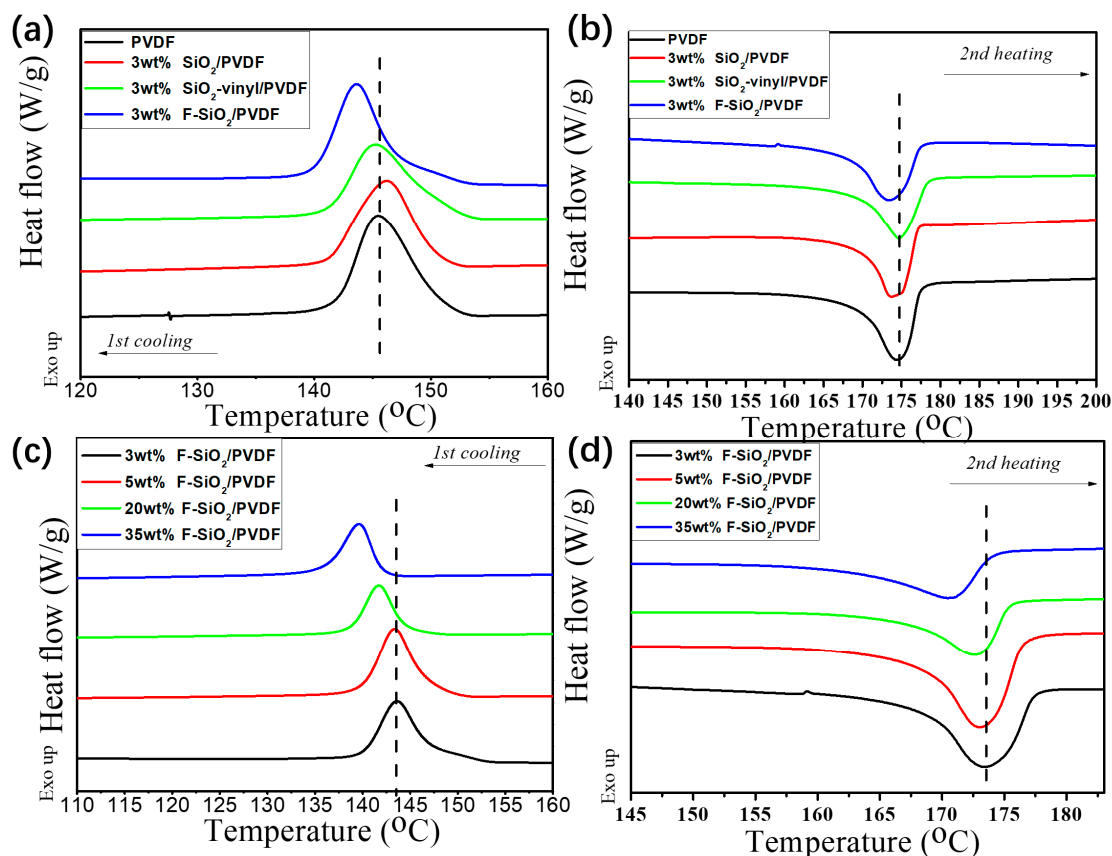 (a)
PVDF
3wt% SiO2/PVDF
3wt% SiO2-vinyl/PVDF
3wt% F-SiO2/PVDF
Heat flow (W/g)
Exo up
1st cooling
120 130 140 150 160
Temperature (ºC)
(b)
PVDF
3wt% SiO2/PVDF
3wt% SiO2-vinyl/PVDF
3wt% F-SiO2/PVDF
2nd heating
Heat flow (W/g)
Exo up
140 145 150 155 160 165 170 175 180 185 190 195 200
Temperature (ºC)
(c)
3wt% F-SiO2/PVDF
5wt% F-SiO2/PVDF
20wt% F-SiO2/PVDF
35wt% F-SiO2/PVDF
1st cooling
Heat flow (W/g)
Exo up
110 115 120 125 130 135 140 145 150 155 160
Temperature (ºC)
(d)
3wt% F-SiO2/PVDF
5wt% F-SiO2/PVDF
20wt% F-SiO2/PVDF
35wt% F-SiO2/PVDF
2nd heating
Heat flow (W/g)
Exo up
145 150 155 160 165 170 175 180
Temperature (ºC)